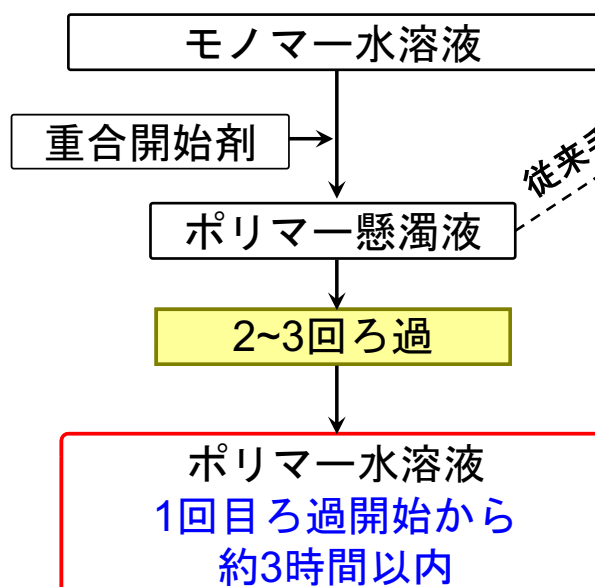 モノマー水溶液
重合開始剤
従来
ポリマー懸濁液
2~3回ろ過
ポリマー水溶液
1回目ろ過開始から
約3時間以内